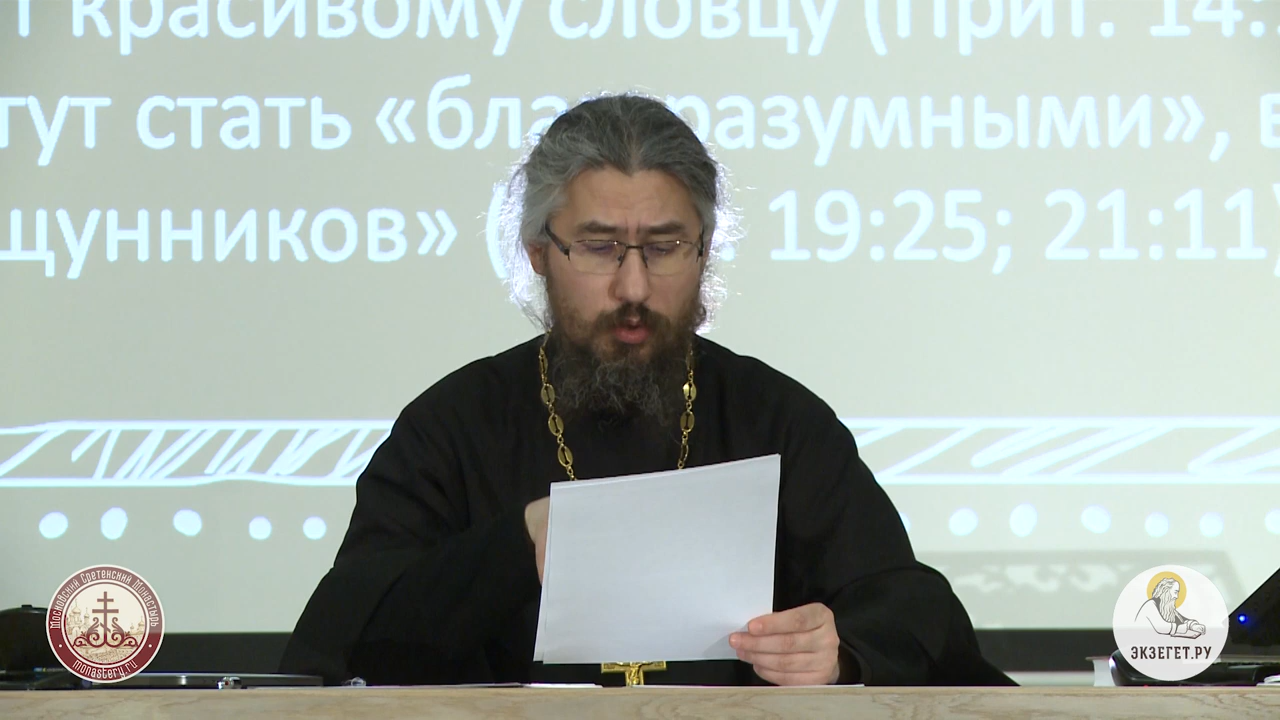 т красивому словцу (Прит. 14:
гут стать «благоразумными», в
щунников» ( 19:25; 21:11)
Московский Сретенский Монастырь
monastery.ru
ЭКЗЕГЕТ.РУ